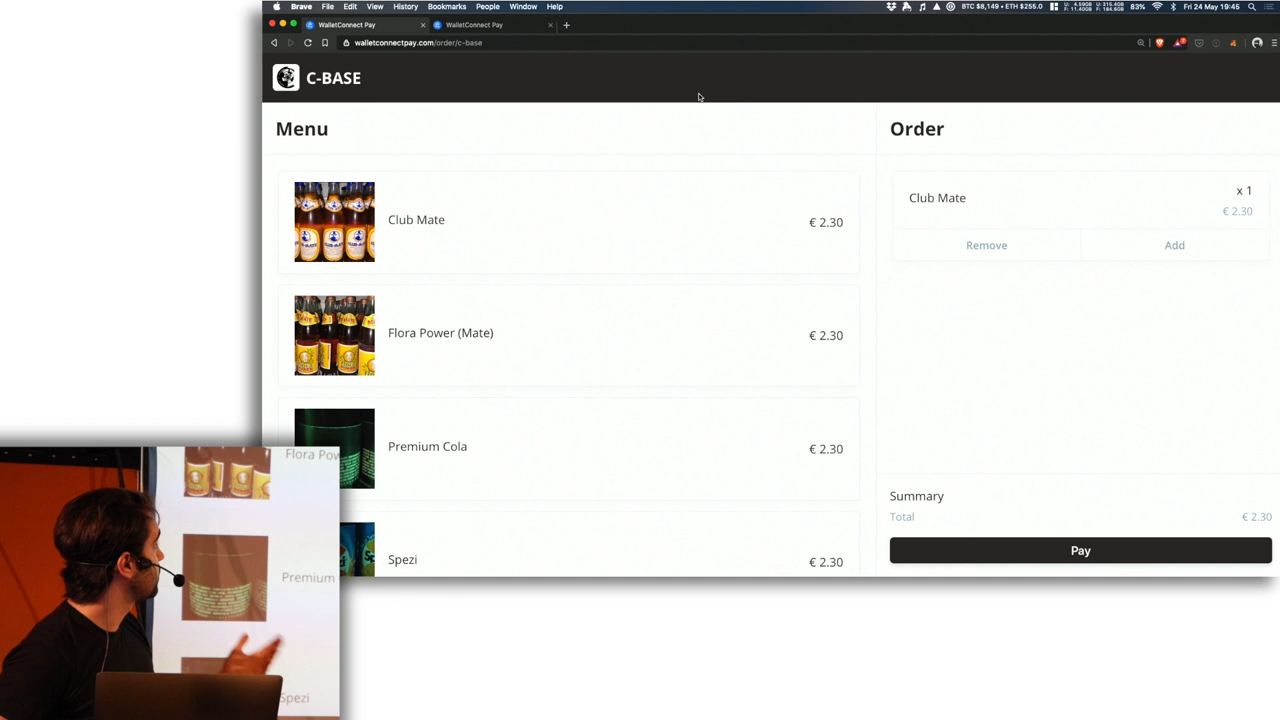 Brave File Edit View History Bookmarks People Window Help
BTC $8,149 • ETH $255.0
83%
Fri 24 May 19:45
WalletConnect Pay
WalletConnect Pay
walletconnectpay.com/order/c-base
C-BASE
Menu
Order
Club Mate
€ 2.30
Flora Power (Mate)
€ 2.30
Premium Cola
€ 2.30
Spezi
€ 2.30
Club Mate
x 1
€ 2.30
Remove
Add
Summary
Total
€ 2.30
Pay
Flora Pow
Premium
Spezi